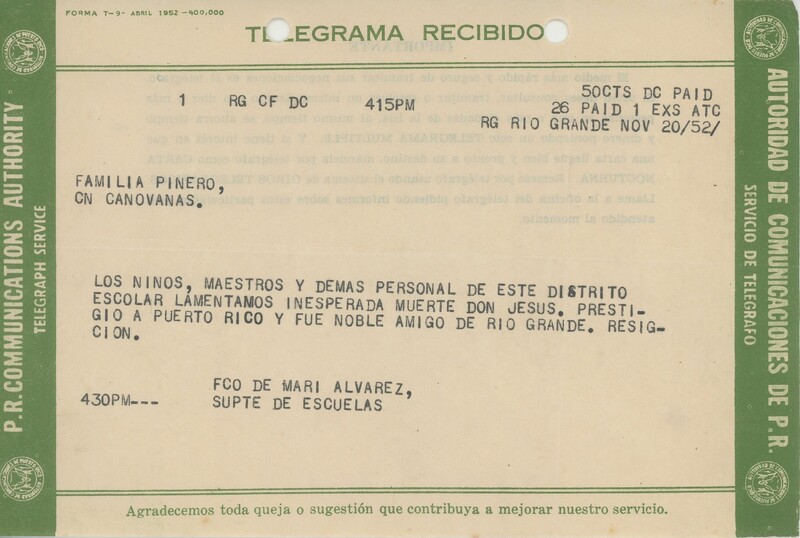 FORMA T-9- ABRIL 1952 -400,000
TELEGRAMA RECIBIDO
1 RG CF DC 415PM 50CTS DC PAID
26 PAID 1 EXS ATC
RG RIO GRANDE NOV 20/52/
FAMILIA PINERO,
CN CANOVANAS.
LOS NINOS, MAESTROS Y DEMAS PERSONAL DE ESTE DISTRITO
ESCOLAR LAMENTAMOS INESPERADA MUERTE DON JESUS. PRESTI-
GIO A PUERTO RICO Y FUE NOBLE AMIGO DE RIO GRANDE. RESIG-
CION.
FCO DE MARI ALVAREZ,
430PM--- SUPTE DE ESCUELAS
Agradecemos toda queja o sugestión que contribuya a mejorar nuestro servicio.
P.R. COMMUNICATIONS AUTHORITY
TELEGRAPH SERVICE
AUTORIDAD DE COMUNICACIONES DE P.R.
SERVICIO DE TELEGRAFO